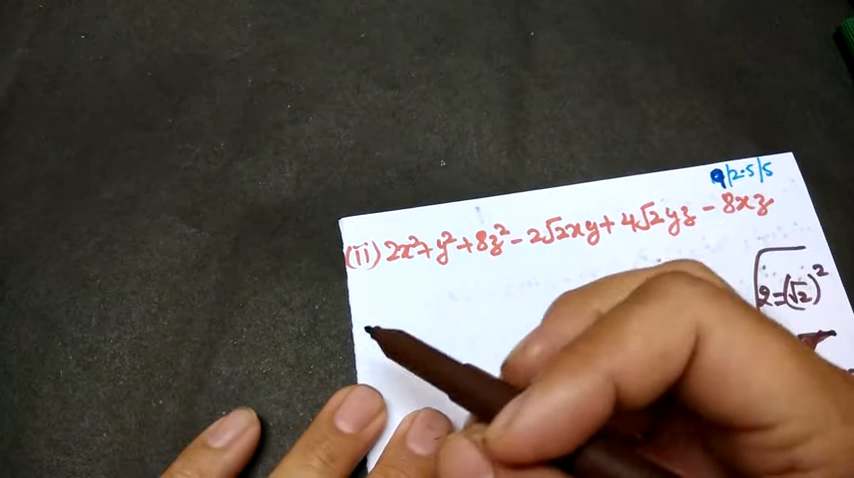 9/2.5/5
(ii) 2x²+y²+8z²-2√2xy+4√2yz-8xz
2=(√2)²